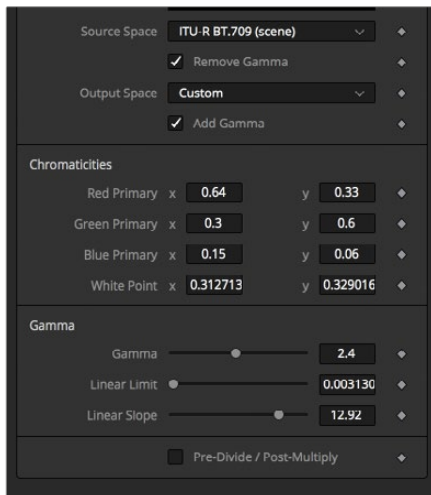 Source Space ITU-R BT.709 (scene)
Remove Gamma
Output Space Custom
Add Gamma
Chromaticities
Red Primary x 0.64 y 0.33
Green Primary x 0.3 y 0.6
Blue Primary x 0.15 y 0.06
White Point x 0.312713 y 0.329016
Gamma
Gamma 2.4
Linear Limit 0.003130
Linear Slope 12.92
Pre-Divide / Post-Multiply